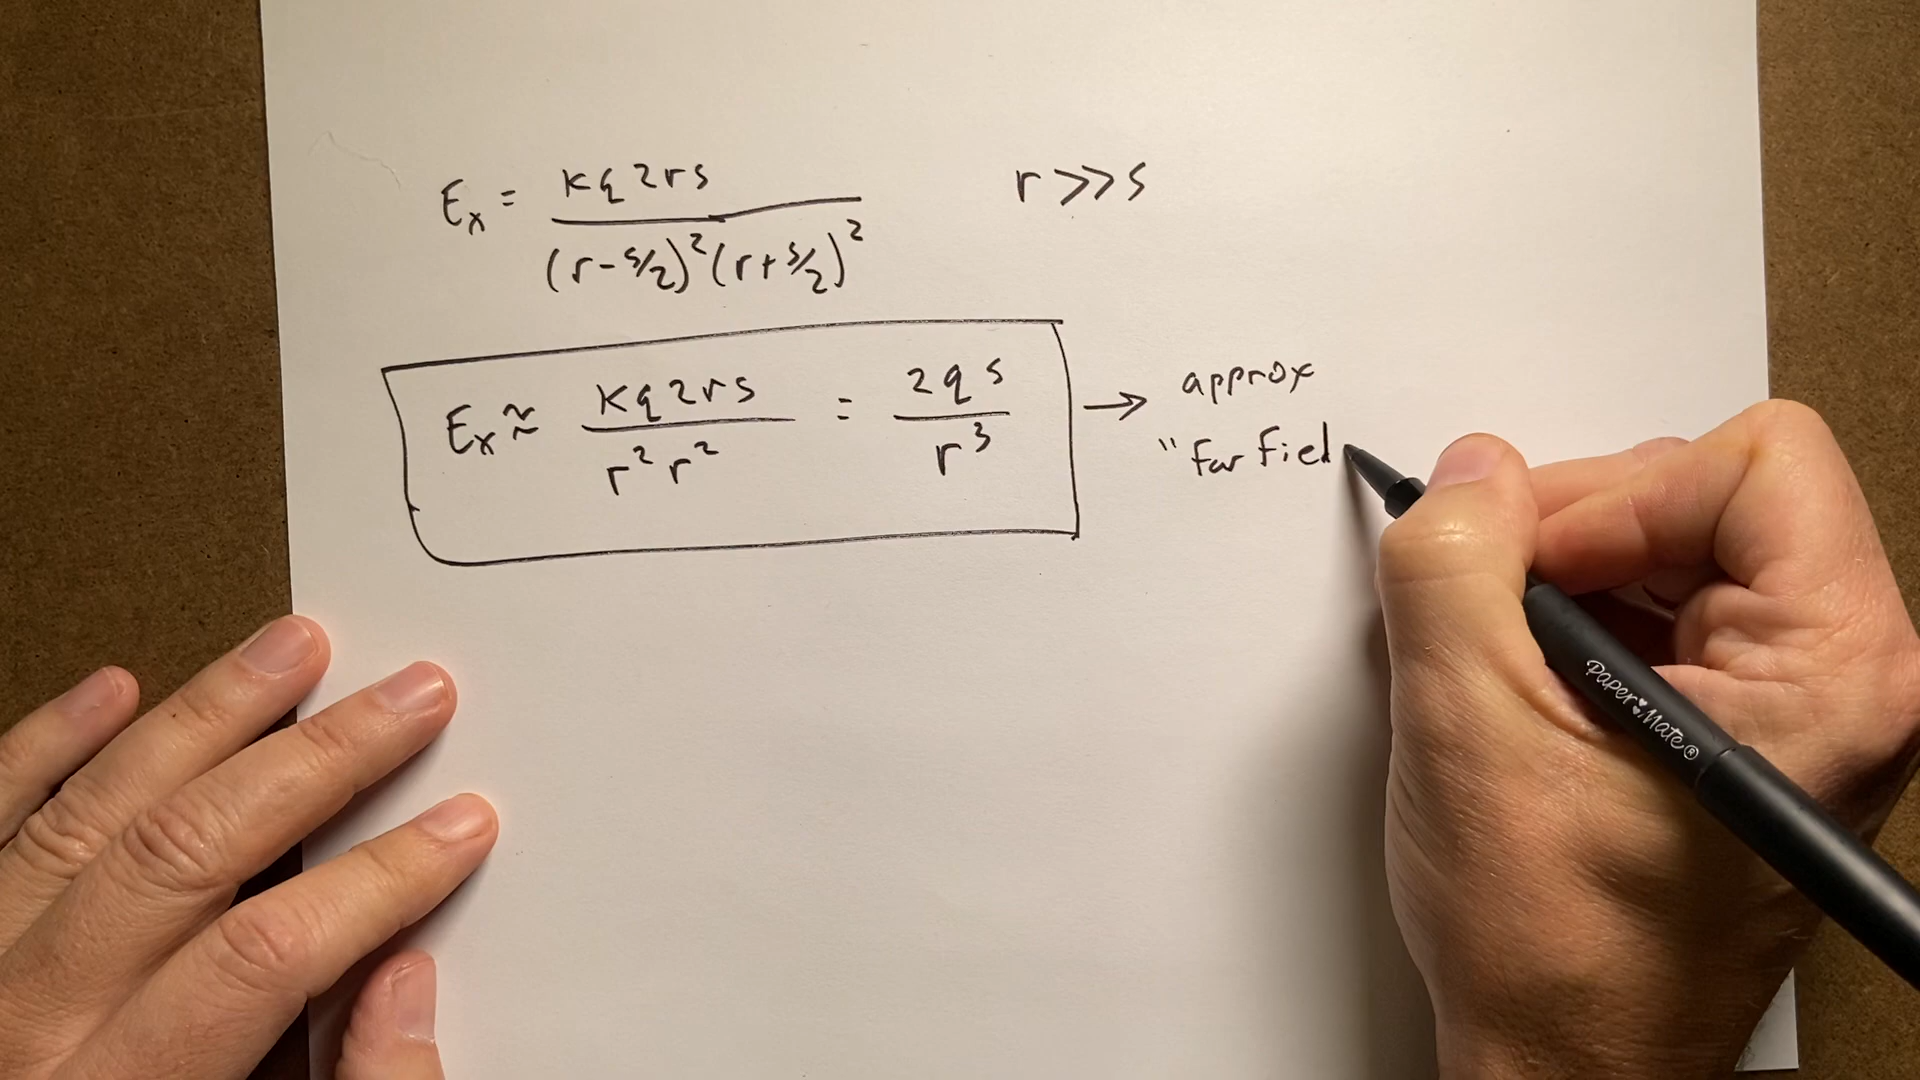 Ex = kq2rs / (r-s/2)²(r+s/2)²
r >> s
Ex ≈ kq2rs / r²r² = 2qs / r³
→ approx
"far fiel
Paper:Mate®